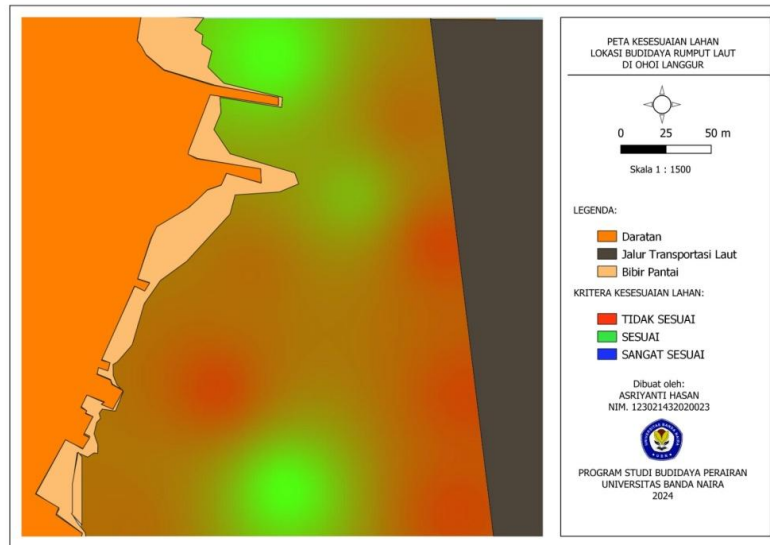 PETA KESESUAIAN LAHAN
LOKASI BUDIDAYA RUMPUT LAUT
DI OHOI LANGGUR
0 25 50 m
Skala 1 : 1500
LEGENDA:
Daratan
Jalur Transportasi Laut
Bibir Pantai
KRITERA KESESUAIAN LAHAN:
TIDAK SESUAI
SESUAI
SANGAT SESUAI
Dibuat oleh:
ASRIYANTI HASAN
NIM. 123021432020023
PROGRAM STUDI BUDIDAYA PERAIRAN
UNIVERSITAS BANDA NAIRA
2024